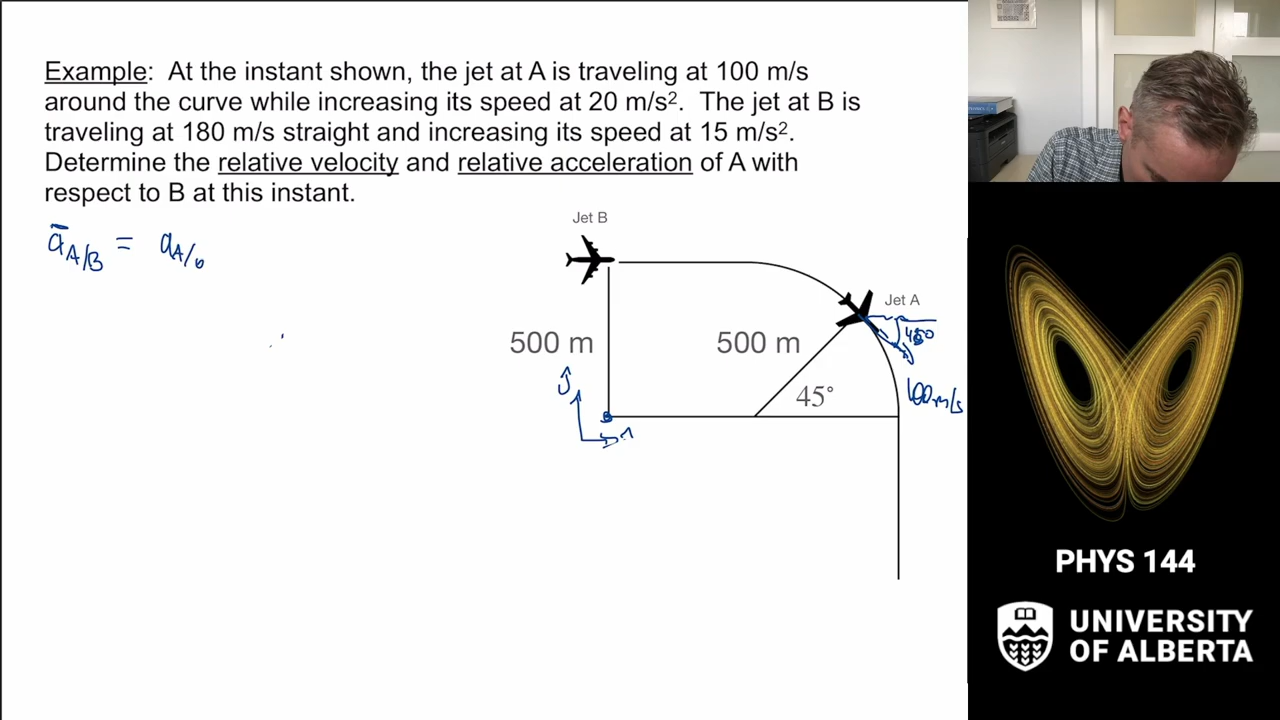 Example: At the instant shown, the jet at A is traveling at 100 m/s
around the curve while increasing its speed at 20 m/s². The jet at B is
traveling at 180 m/s straight and increasing its speed at 15 m/s².
Determine the relative velocity and relative acceleration of A with
respect to B at this instant.
a̅A/B = aA/o
Jet B
Jet A
500 m
500 m
45°
100 m/s
ĵ
PHYS 144
UNIVERSITY
OF ALBERTA